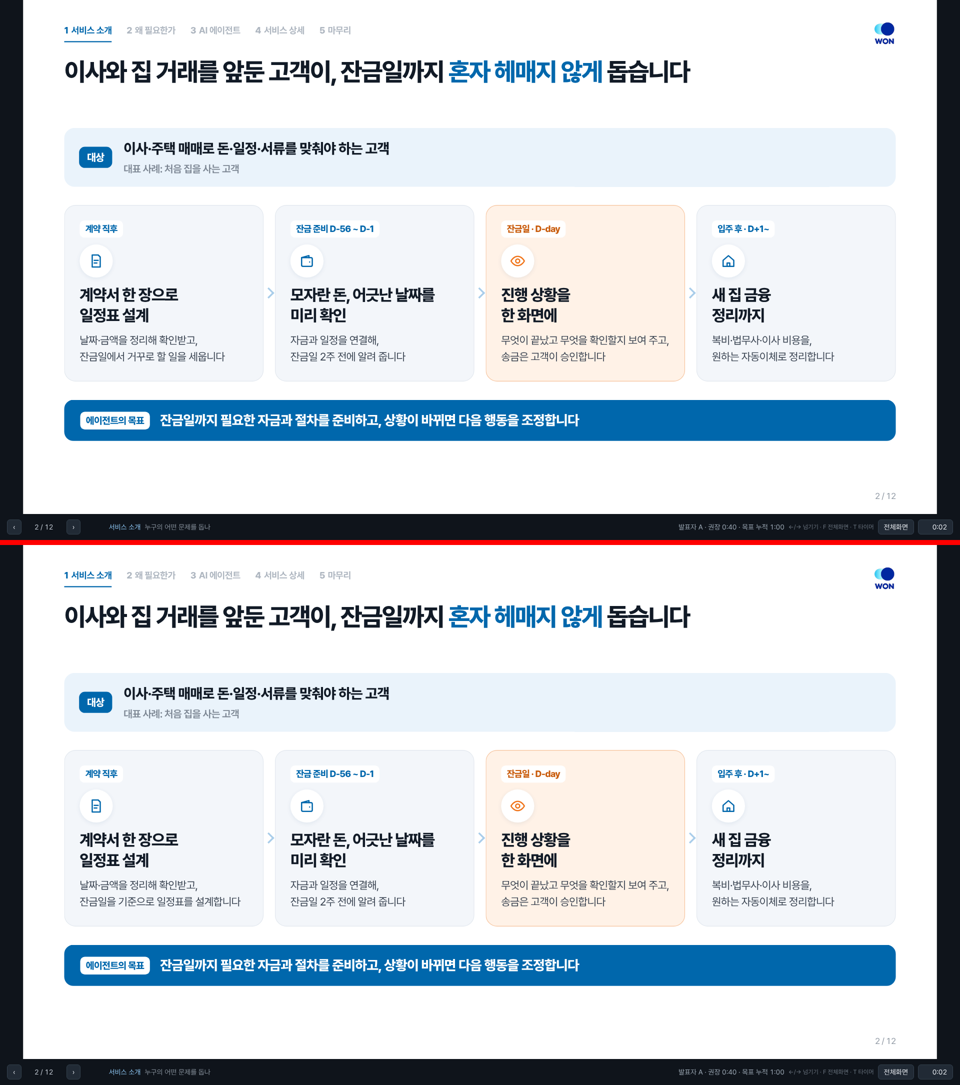 1 서비스 소개 2 왜 필요한가 3 AI 에이전트 4 서비스 상세 5 마무리
WON
이사와 집 거래를 앞둔 고객이, 잔금일까지 혼자 헤매지 않게 돕습니다
대상
이사·주택 매매로 돈·일정·서류를 맞춰야 하는 고객
대표 사례: 처음 집을 사는 고객
계약 직후
계약서 한 장으로
일정표 설계
날짜·금액을 정리해 확인받고,
잔금일에서 거꾸로 할 일을 세웁니다
잔금 준비 D-56 ~ D-1
모자란 돈, 어긋난 날짜를
미리 확인
자금과 일정을 연결해,
잔금일 2주 전에 알려 줍니다
잔금일 · D-day
진행 상황을
한 화면에
무엇이 끝났고 무엇을 확인할지 보여 주고,
송금은 고객이 승인합니다
입주 후 · D+1~
새 집 금융
정리까지
복비·법무사·이사 비용을,
원하는 자동이체로 정리합니다
에이전트의 목표 잔금일까지 필요한 자금과 절차를 준비하고, 상황이 바뀌면 다음 행동을 조정합니다
2 / 12
‹ 2 / 12 › 서비스 소개 누구의 어떤 문제를 돕나 발표자 A · 권장 0:40 · 목표 누적 1:00 ←/→ 넘기기 · F 전체화면 · T 타이머 전체화면 0:02
1 서비스 소개 2 왜 필요한가 3 AI 에이전트 4 서비스 상세 5 마무리
WON
이사와 집 거래를 앞둔 고객이, 잔금일까지 혼자 헤매지 않게 돕습니다
대상
이사·주택 매매로 돈·일정·서류를 맞춰야 하는 고객
대표 사례: 처음 집을 사는 고객
계약 직후
계약서 한 장으로
일정표 설계
날짜·금액을 정리해 확인받고,
잔금일을 기준으로 일정표를 설계합니다
잔금 준비 D-56 ~ D-1
모자란 돈, 어긋난 날짜를
미리 확인
자금과 일정을 연결해,
잔금일 2주 전에 알려 줍니다
잔금일 · D-day
진행 상황을
한 화면에
무엇이 끝났고 무엇을 확인할지 보여 주고,
송금은 고객이 승인합니다
입주 후 · D+1~
새 집 금융
정리까지
복비·법무사·이사 비용을,
원하는 자동이체로 정리합니다
에이전트의 목표 잔금일까지 필요한 자금과 절차를 준비하고, 상황이 바뀌면 다음 행동을 조정합니다
2 / 12
‹ 2 / 12 › 서비스 소개 누구의 어떤 문제를 돕나 발표자 A · 권장 0:40 · 목표 누적 1:00 ←/→ 넘기기 · F 전체화면 · T 타이머 전체화면 0:02